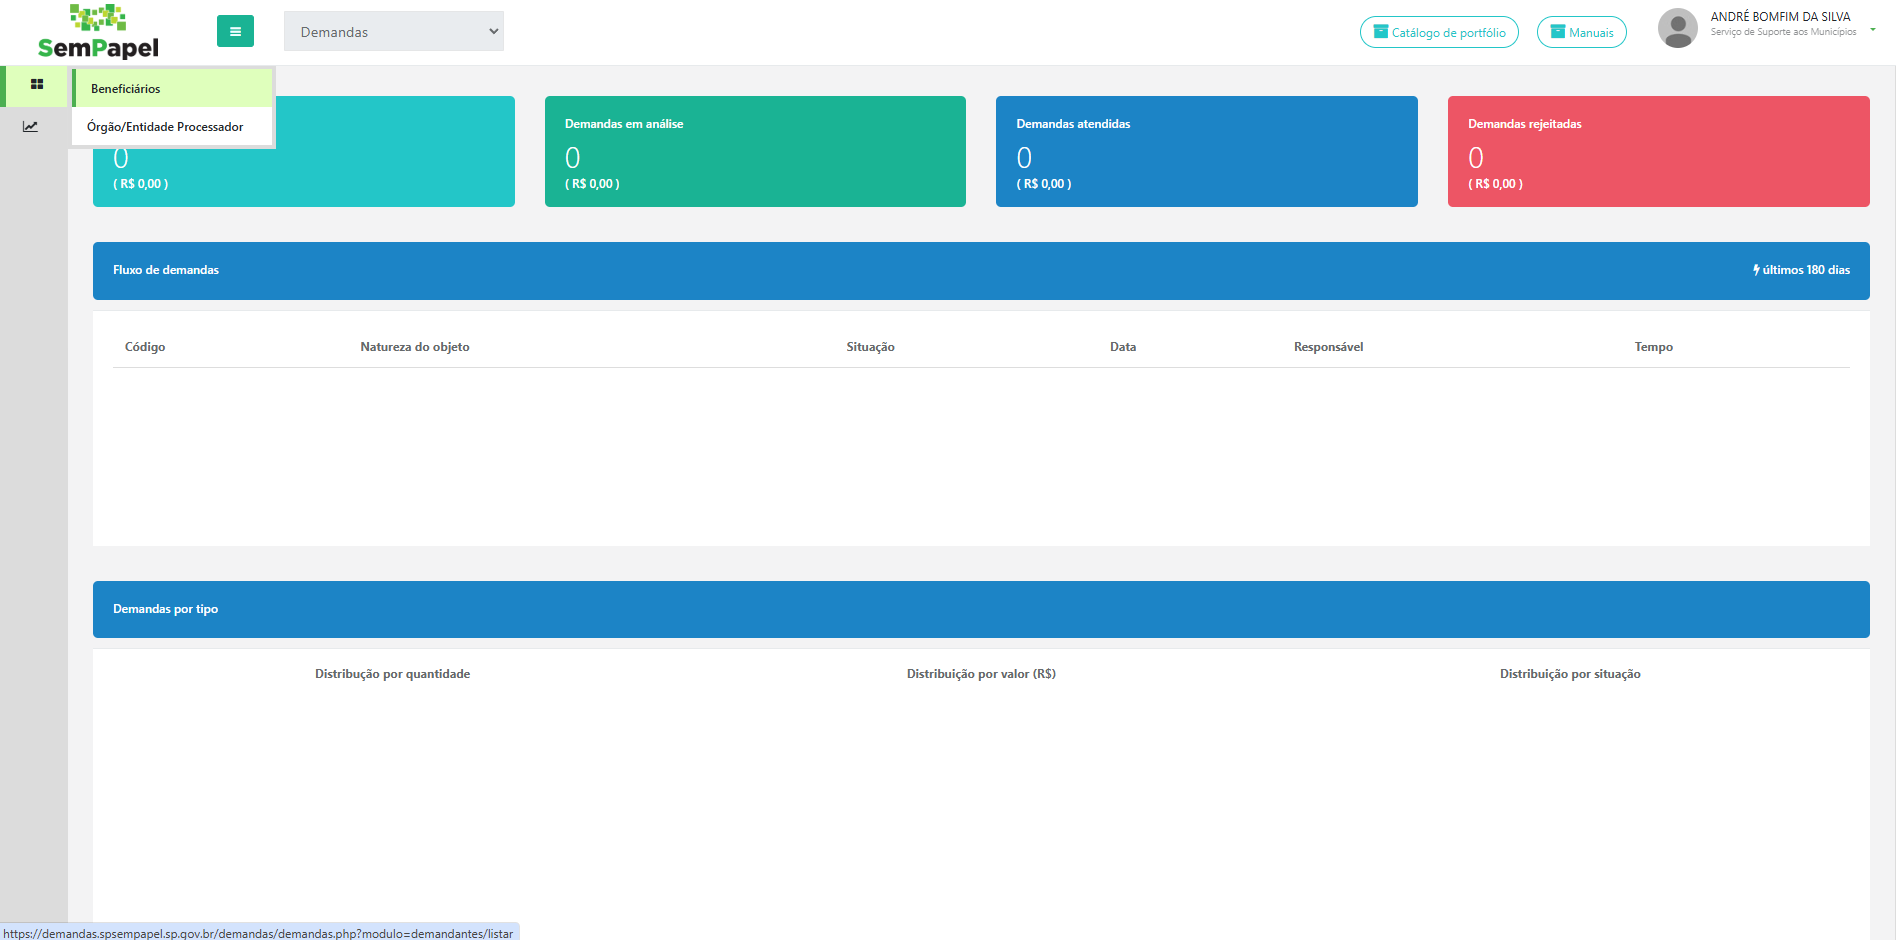 SemPapel
Demandas
Catálogo de portfólio
Manuais
ANDRÉ BOMFIM DA SILVA
Serviço de Suporte aos Municípios
Beneficiários
Órgão/Entidade Processador
0
( R$ 0,00 )
Demandas em análise
0
( R$ 0,00 )
Demandas atendidas
0
( R$ 0,00 )
Demandas rejeitadas
0
( R$ 0,00 )
Fluxo de demandas
últimos 180 dias
Código Natureza do objeto Situação Data Responsável Tempo
Demandas por tipo
Distribução por quantidade
Distribuição por valor (R$)
Distribuição por situação
https://demandas.spsempapel.sp.gov.br/demandas/demandas.php?modulo=demandantes/listar